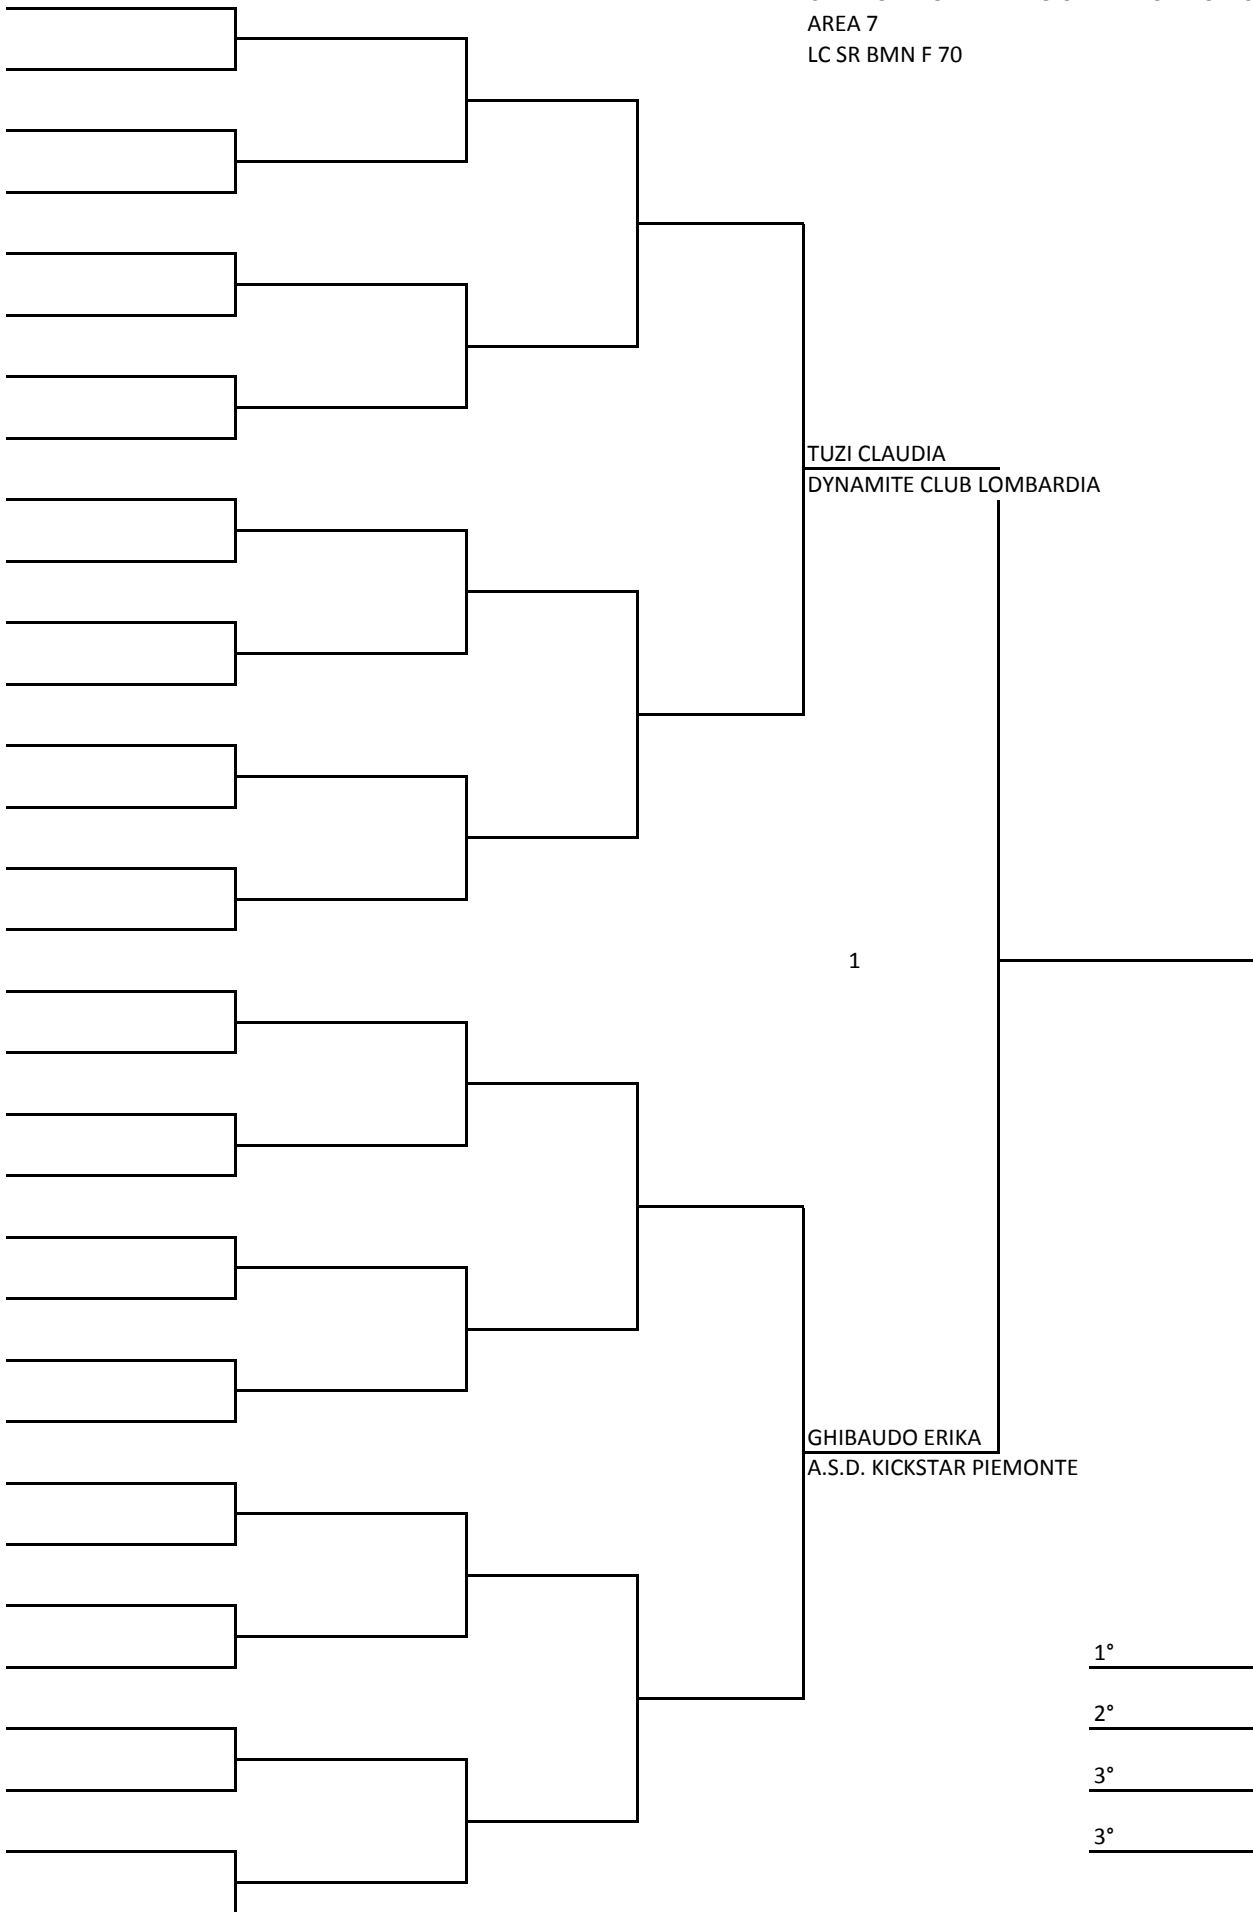 AREA 7
LC SR BMN F 70
TUZI CLAUDIA
DYNAMITE CLUB LOMBARDIA
1
GHIBAUDO ERIKA
A.S.D. KICKSTAR PIEMONTE
1°
2°
3°
3°